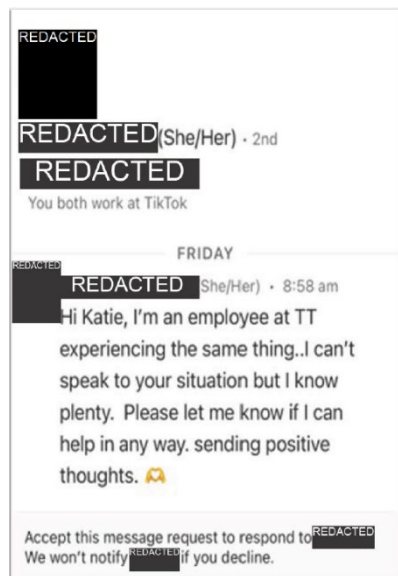 REDACTED
REDACTED(She/Her) · 2nd
REDACTED
You both work at TikTok
FRIDAY
REDACTED
REDACTED She/Her) · 8:58 am
Hi Katie, I'm an employee at TT
experiencing the same thing..I can't
speak to your situation but I know
plenty. Please let me know if I can
help in any way. sending positive
thoughts. 🫶
Accept this message request to respond to REDACTED
We won't notify REDACTED if you decline.